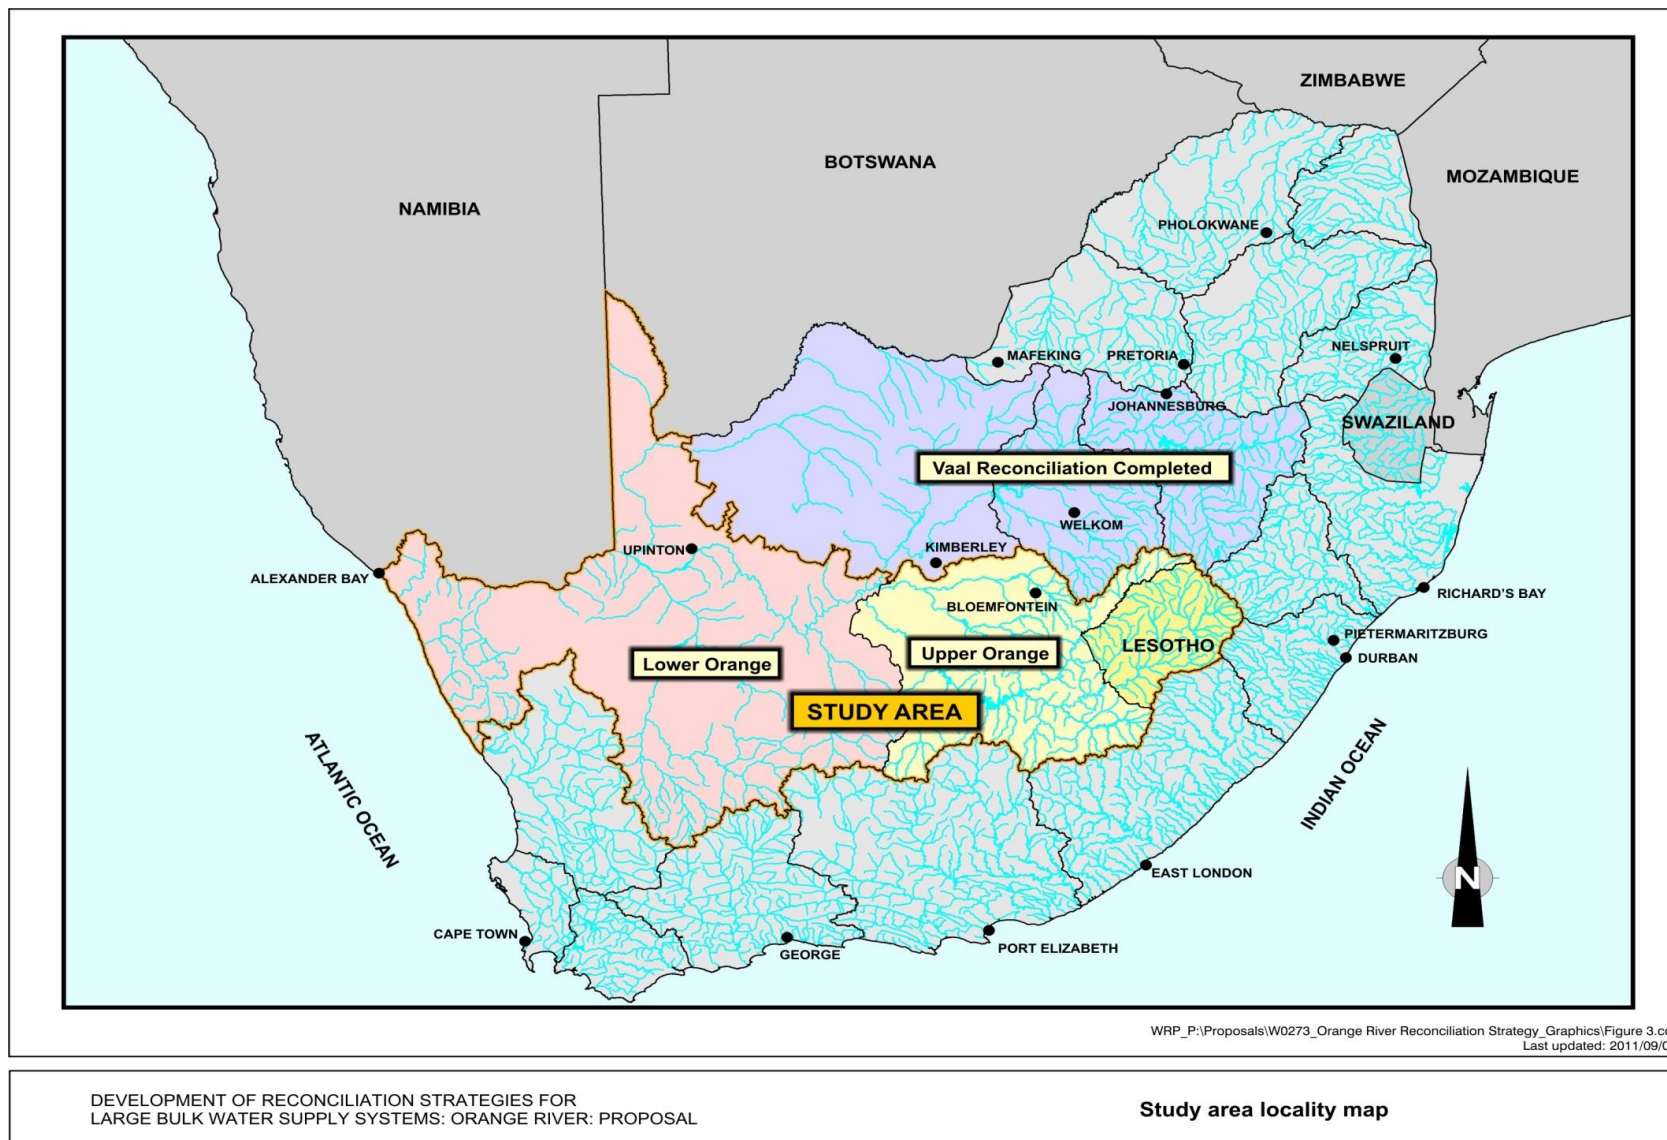 ZIMBABWE
BOTSWANA
MOZAMBIQUE
NAMIBIA
PHOLOKWANE
MAFEKING
PRETORIA
NELSPRUIT
JOHANNESBURG
SWAZILAND
Vaal Reconciliation Completed
WELKOM
UPINTON
KIMBERLEY
ALEXANDER BAY
RICHARD'S BAY
BLOEMFONTEIN
PIETERMARITZBURG
LESOTHO
Upper Orange
DURBAN
Lower Orange
STUDY AREA
ATLANTIC OCEAN
INDIAN OCEAN
EAST LONDON
N
CAPE TOWN
GEORGE
PORT ELIZABETH
WRP_P:\Proposals\W0273_Orange River Reconciliation Strategy_Graphics\Figure 3.c
Last updated: 2011/09/0
DEVELOPMENT OF RECONCILIATION STRATEGIES FOR
LARGE BULK WATER SUPPLY SYSTEMS: ORANGE RIVER: PROPOSAL
Study area locality map